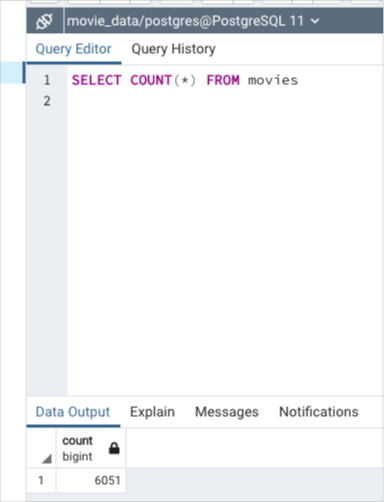 movie_data/postgres@PostgreSQL 11
Query Editor Query History
1 SELECT COUNT(*) FROM movies
2
Data Output Explain Messages Notifications
count
bigint
1 6051